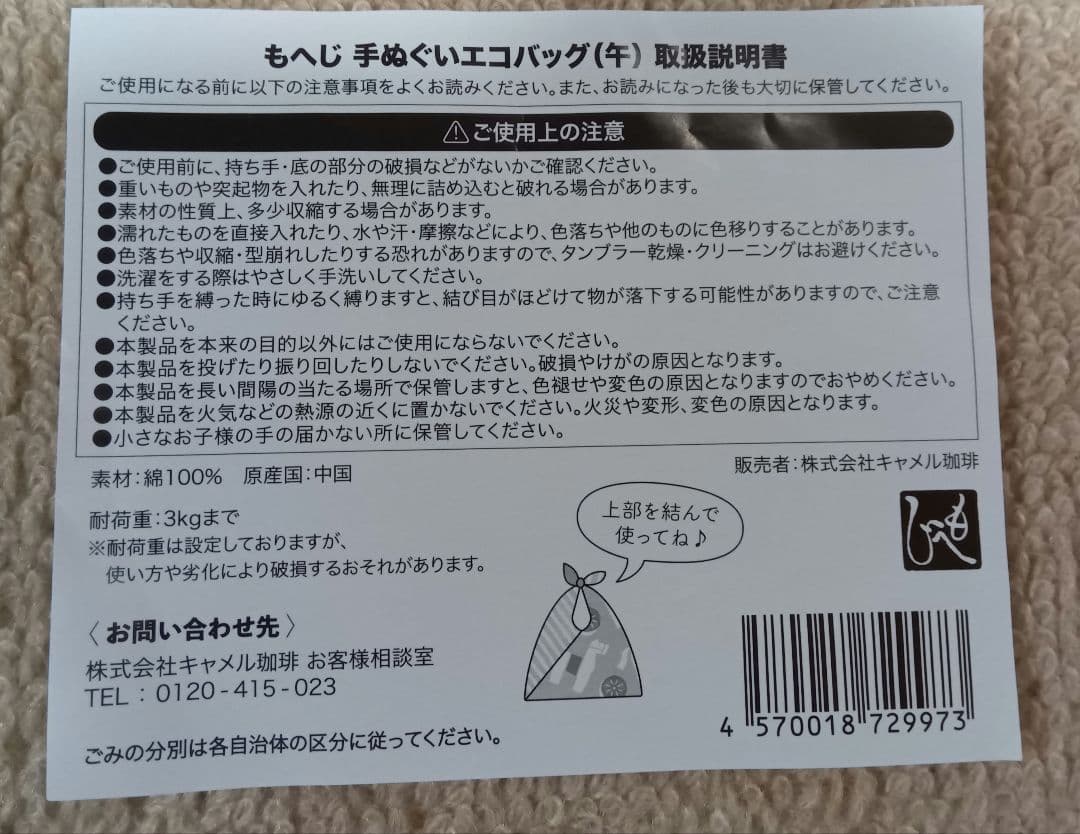 もへじ 手ぬぐいエコバッグ(午) 取扱説明書
ご使用になる前に以下の注意事項をよくお読みください。また、お読みになった後も大切に保管してください。
⚠ご使用上の注意
●ご使用前に、持ち手・底の部分の破損などがないかご確認ください。
●重いものや突起物を入れたり、無理に詰め込むと破れる場合があります。
●素材の性質上、多少収縮する場合があります。
●濡れたものを直接入れたり、水や汗・摩擦などにより、色落ちや他のものに色移りすることがあります。
●色落ちや収縮・型崩れしたりする恐れがありますので、タンブラー乾燥・クリーニングはお避けください。
●洗濯をする際はやさしく手洗いしてください。
●持ち手を縛った時にゆるく縛りますと、結び目がほどけて物が落下する可能性がありますので、ご注意
ください。
●本製品を本来の目的以外にはご使用にならないでください。
●本製品を投げたり振り回したりしないでください。破損やけがの原因となります。
●本製品を長い間陽の当たる場所で保管しますと、色褪せや変色の原因となりますのでおやめください。
●本製品を火気などの熱源の近くに置かないでください。火災や変形、変色の原因となります。
●小さなお子様の手の届かない所に保管してください。
素材:綿100% 原産国:中国
販売者:株式会社キャメル珈琲
耐荷重:3kgまで
※耐荷重は設定しておりますが、
使い方や劣化により破損するおそれがあります。
上部を結んで
使ってね♪
もへじ
〈お問い合わせ先〉
株式会社キャメル珈琲 お客様相談室
TEL : 0120-415-023
ごみの分別は各自治体の区分に従ってください。
4 570018 729973